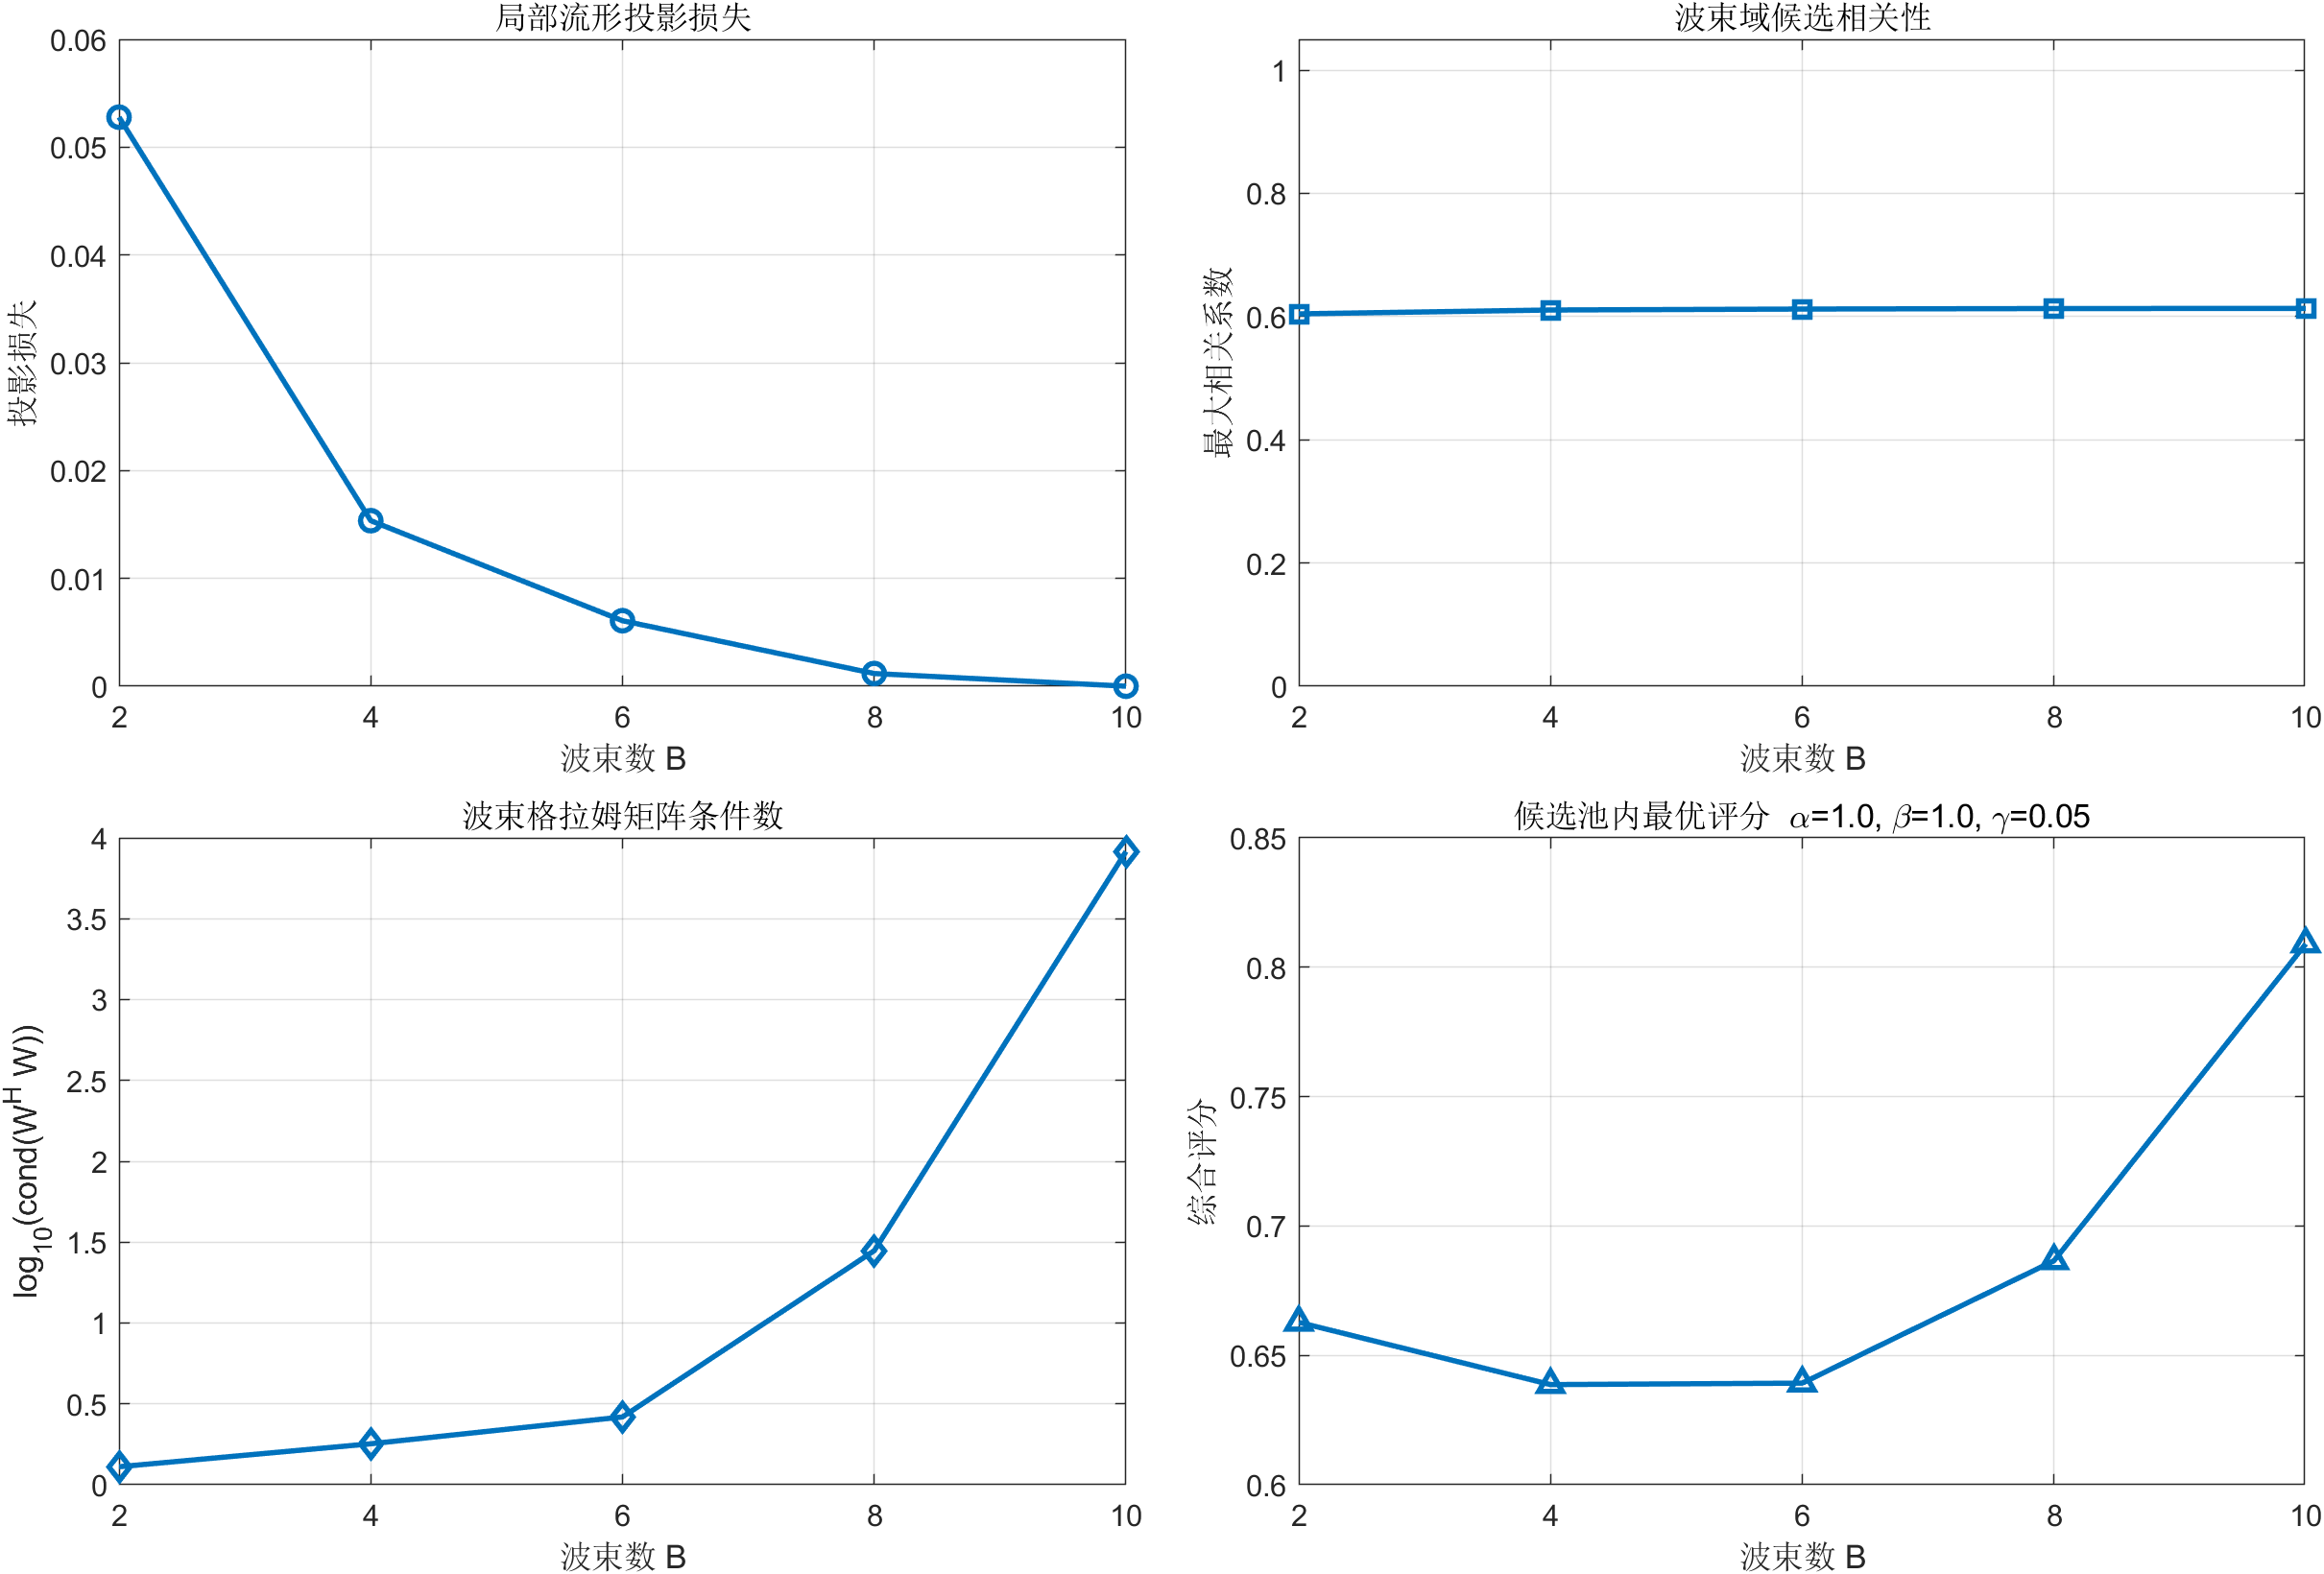 局部流形投影损失
0.06
0.05
0.04
0.03
0.02
0.01
0
投影损失
2 4 6 8 10
波束数 B
波束域候选相关性
1
0.8
0.6
0.4
0.2
0
最大相关系数
2 4 6 8 10
波束数 B
波束格拉姆矩阵条件数
4
3.5
3
2.5
2
1.5
1
0.5
0
log₁₀(cond(Wᴴ W))
2 4 6 8 10
波束数 B
候选池内最优评分 α=1.0, β=1.0, γ=0.05
0.85
0.8
0.75
0.7
0.65
0.6
综合评分
2 4 6 8 10
波束数 B